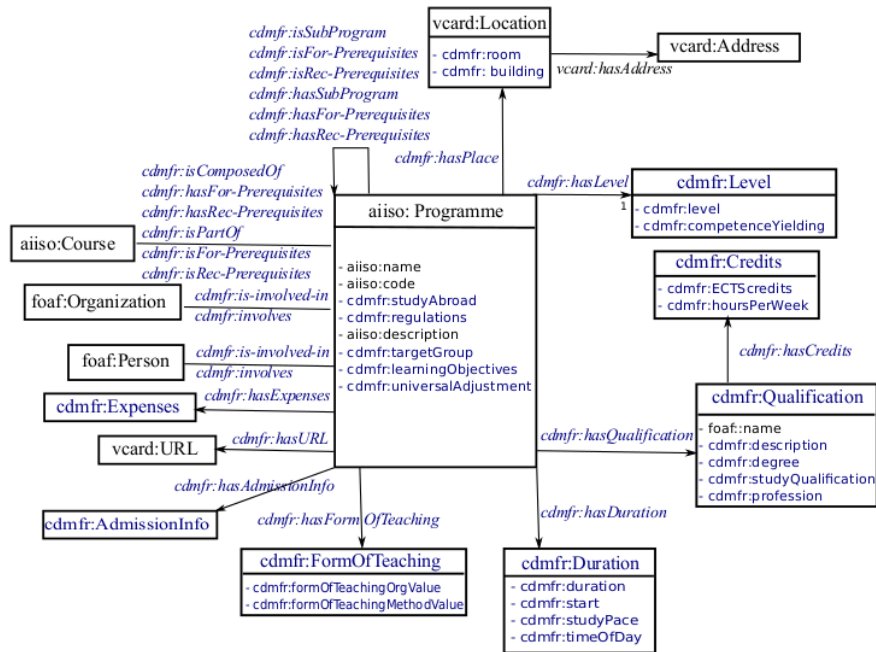 cdmfr:isSubProgram
cdmfr:isFor-Prerequisites
cdmfr:isRec-Prerequisites
cdmfr:hasSubProgram
cdmfr:hasFor-Prerequisites
cdmfr:hasRec-Prerequisites
vcard:Location
- cdmfr:room
- cdmfr: building
vcard:hasAddress
vcard:Address
cdmfr:hasPlace
cdmfr:hasLevel
1
cdmfr:Level
- cdmfr:level
- cdmfr:competenceYielding
cdmfr:isComposedOf
cdmfr:hasFor-Prerequisites
cdmfr:hasRec-Prerequisites
cdmfr:isPartOf
cdmfr:isFor-Prerequisites
cdmfr:isRec-Prerequisites
aiiso:Course
aiiso: Programme
- aiiso:name
- aiiso:code
- cdmfr:studyAbroad
- cdmfr:regulations
- aiiso:description
- cdmfr:targetGroup
- cdmfr:learningObjectives
- cdmfr:universalAdjustment
cdmfr:Credits
- cdmfr:ECTScredits
- cdmfr:hoursPerWeek
cdmfr:hasCredits
foaf:Organization
cdmfr:is-involved-in
cdmfr:involves
foaf:Person
cdmfr:is-involved-in
cdmfr:involves
cdmfr:Expenses
cdmfr:hasExpenses
vcard:URL
cdmfr:hasURL
cdmfr:hasQualification
cdmfr:Qualification
- foaf::name
- cdmfr:description
- cdmfr:degree
- cdmfr:studyQualification
- cdmfr:profession
cdmfr:hasAdmissionInfo
cdmfr:AdmissionInfo
cdmfr:hasForm OfTeaching
cdmfr:hasDuration
cdmfr:FormOfTeaching
- cdmfr:formOfTeachingOrgValue
- cdmfr:formOfTeachingMethodValue
cdmfr:Duration
- cdmfr:duration
- cdmfr:start
- cdmfr:studyPace
- cdmfr:timeOfDay